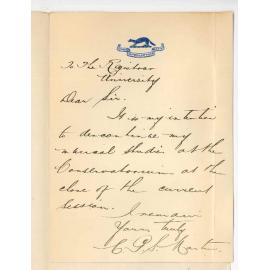 To The Registrar
University
Dear Sir.
It is my intention
to discontinue my
musical studies at the
Conservatorium at the
close of the current
session.
I remain
Yours truly
C. P. S.